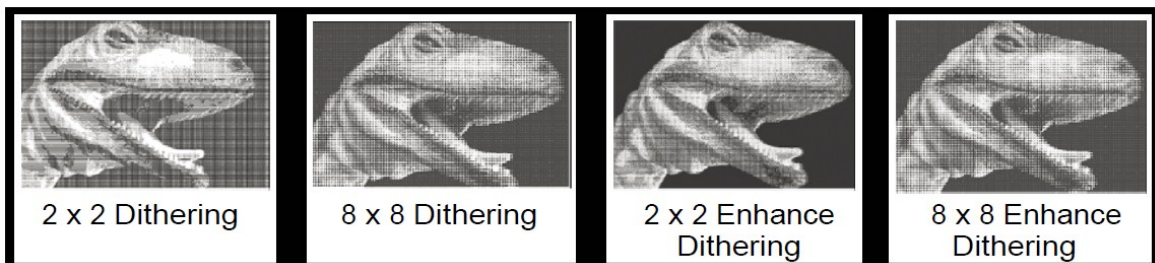 2 x 2 Dithering
8 x 8 Dithering
2 x 2 Enhance
Dithering
8 x 8 Enhance
Dithering